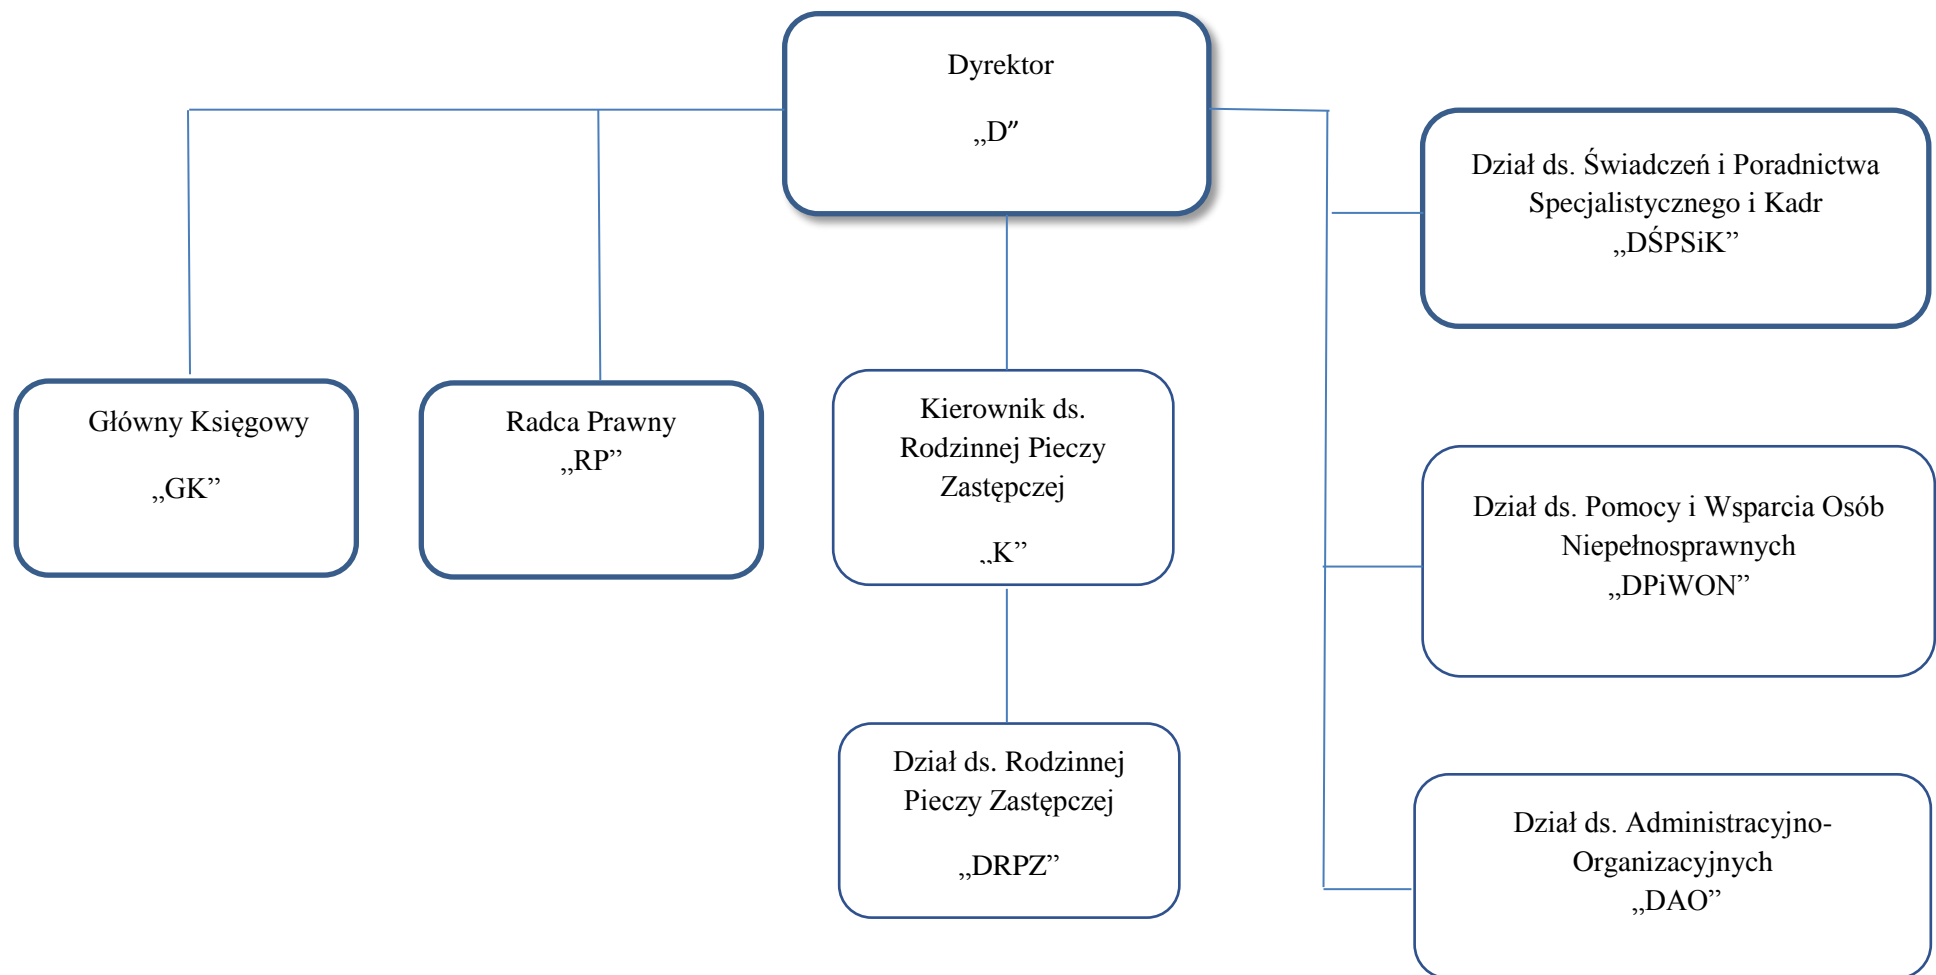 Dyrektor
„D”
Dział ds. Świadczeń i Poradnictwa
Specjalistycznego i Kadr
„DŚPSiK”
Główny Księgowy
„GK”
Radca Prawny
„RP”
Kierownik ds.
Rodzinnej Pieczy
Zastępczej
„K”
Dział ds. Pomocy i Wsparcia Osób
Niepełnosprawnych
„DPiWON”
Dział ds. Rodzinnej
Pieczy Zastępczej
„DRPZ”
Dział ds. Administracyjno-
Organizacyjnych
„DAO”